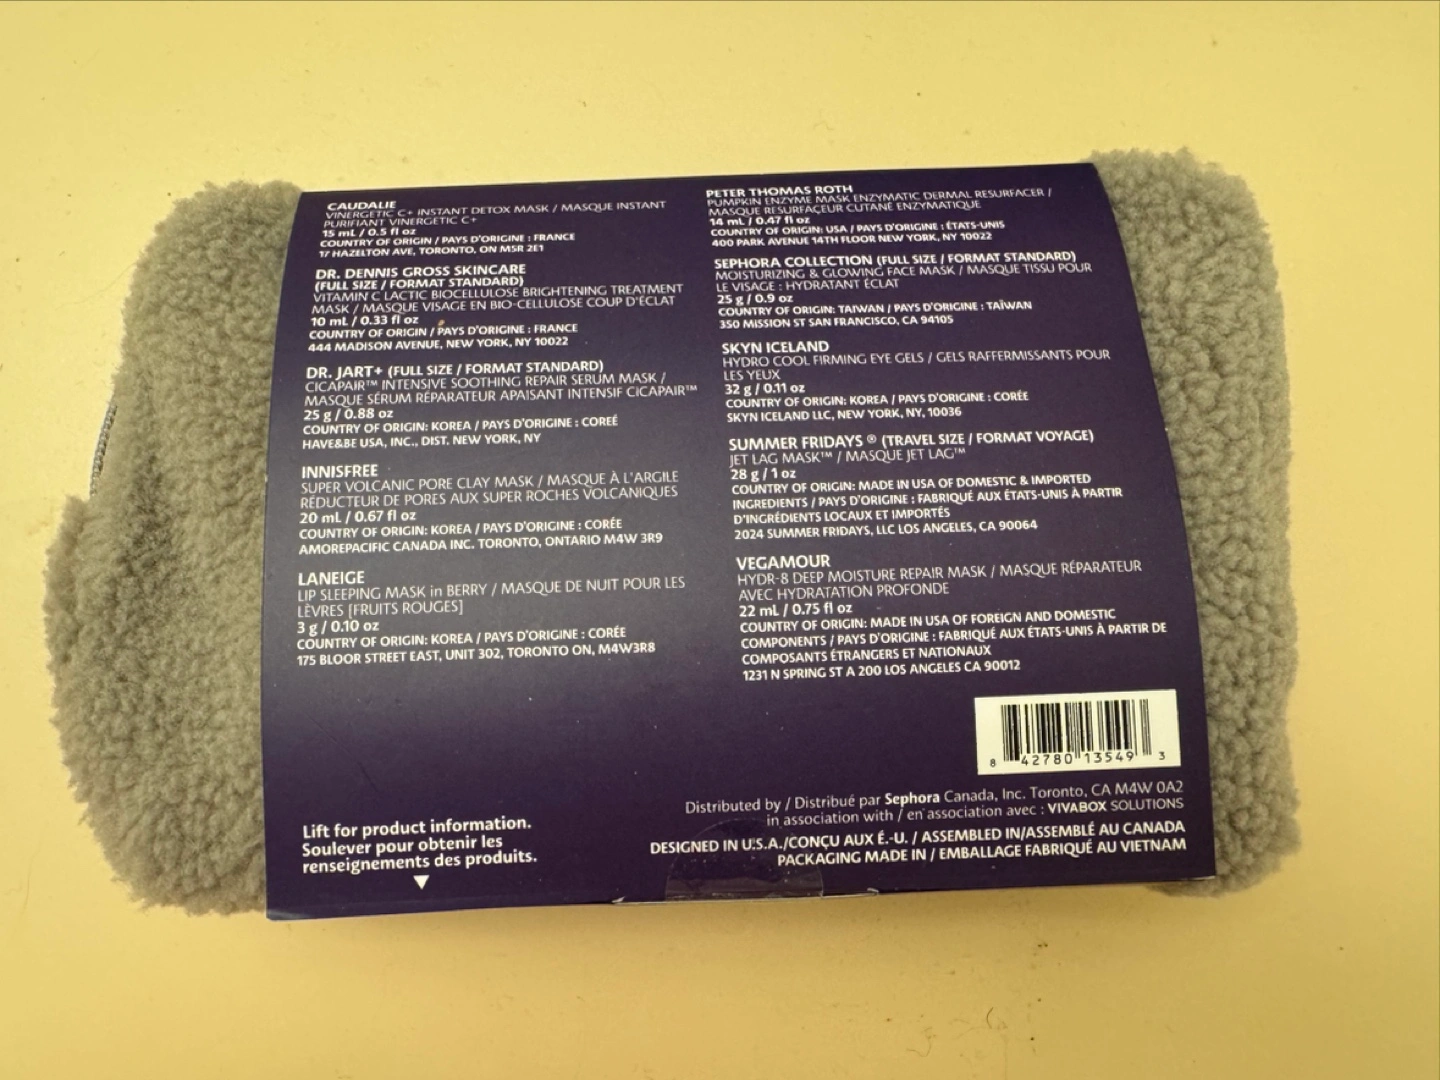 CAUDALIE
VINERGETIC C+ INSTANT DETOX MASK / MASQUE INSTANT
PURIFIANT VINERGETIC C+
15 mL / 0.5 fl oz
COUNTRY OF ORIGIN / PAYS D'ORIGINE : FRANCE
17 HAZELTON AVE, TORONTO, ON M5R 2E1
DR. DENNIS GROSS SKINCARE
(FULL SIZE / FORMAT STANDARD)
VITAMIN C LACTIC BIOCELLULOSE BRIGHTENING TREATMENT
MASK / MASQUE VISAGE EN BIO-CELLULOSE COUP D'ÉCLAT
10 mL / 0.33 fl oz
COUNTRY OF ORIGIN / PAYS D'ORIGINE : FRANCE
444 MADISON AVENUE, NEW YORK, NY 10022
DR. JART+ (FULL SIZE / FORMAT STANDARD)
CICAPAIR™ INTENSIVE SOOTHING REPAIR SERUM MASK /
MASQUE SÉRUM RÉPARATEUR APAISANT INTENSIF CICAPAIR™
25 g / 0.88 oz
COUNTRY OF ORIGIN: KOREA / PAYS D'ORIGINE : COREÉ
HAVE&BE USA, INC., DIST. NEW YORK, NY
INNISFREE
SUPER VOLCANIC PORE CLAY MASK / MASQUE À L'ARGILE
RÉDUCTEUR DE PORES AUX SUPER ROCHES VOLCANIQUES
20 mL / 0.67 fl oz
COUNTRY OF ORIGIN: KOREA / PAYS D'ORIGINE : CORÉE
AMOREPACIFIC CANADA INC. TORONTO, ONTARIO M4W 3R9
LANEIGE
LIP SLEEPING MASK in BERRY / MASQUE DE NUIT POUR LES
LÈVRES [FRUITS ROUGES]
3 g / 0.10 oz
COUNTRY OF ORIGIN: KOREA / PAYS D'ORIGINE : CORÉE
175 BLOOR STREET EAST, UNIT 302, TORONTO ON, M4W3R8
Lift for product information.
Soulever pour obtenir les
renseignements des produits.
PETER THOMAS ROTH
PUMPKIN ENZYME MASK ENZYMATIC DERMAL RESURFACER /
MASQUE RESURFAÇEUR CUTANÉ ENZYMATIQUE
14 mL / 0.47 fl oz
COUNTRY OF ORIGIN: USA / PAYS D'ORIGINE : ÉTATS-UNIS
400 PARK AVENUE 14TH FLOOR NEW YORK, NY 10022
SEPHORA COLLECTION (FULL SIZE / FORMAT STANDARD)
MOISTURIZING & GLOWING FACE MASK / MASQUE TISSU POUR
LE VISAGE : HYDRATANT ÉCLAT
25 g / 0.9 oz
COUNTRY OF ORIGIN: TAIWAN / PAYS D'ORIGINE : TAÏWAN
350 MISSION ST SAN FRANCISCO, CA 94105
SKYN ICELAND
HYDRO COOL FIRMING EYE GELS / GELS RAFFERMISSANTS POUR
LES YEUX
32 g / 0.11 oz
COUNTRY OF ORIGIN: KOREA / PAYS D'ORIGINE : CORÉE
SKYN ICELAND LLC, NEW YORK, NY, 10036
SUMMER FRIDAYS ® (TRAVEL SIZE / FORMAT VOYAGE)
JET LAG MASK™ / MASQUE JET LAG™
28 g / 1 oz
COUNTRY OF ORIGIN: MADE IN USA OF DOMESTIC & IMPORTED
INGREDIENTS / PAYS D'ORIGINE : FABRIQUÉ AUX ÉTATS-UNIS À PARTIR
D'INGRÉDIENTS LOCAUX ET IMPORTÉS
2024 SUMMER FRIDAYS, LLC LOS ANGELES, CA 90064
VEGAMOUR
HYDR-8 DEEP MOISTURE REPAIR MASK / MASQUE RÉPARATEUR
AVEC HYDRATATION PROFONDE
22 mL / 0.75 fl oz
COUNTRY OF ORIGIN: MADE IN USA OF FOREIGN AND DOMESTIC
COMPONENTS / PAYS D'ORIGINE : FABRIQUÉ AUX ÉTATS-UNIS À PARTIR DE
COMPOSANTS ÉTRANGERS ET NATIONAUX
1231 N SPRING ST A 200 LOS ANGELES CA 90012
8 42780 13549 3
Distributed by / Distribué par Sephora Canada, Inc. Toronto, CA M4W 0A2
in association with / en association avec : VIVABOX SOLUTIONS
DESIGNED IN U.S.A./CONÇU AUX É.-U. / ASSEMBLED IN/ASSEMBLÉ AU CANADA
PACKAGING MADE IN / EMBALLAGE FABRIQUÉ AU VIETNAM